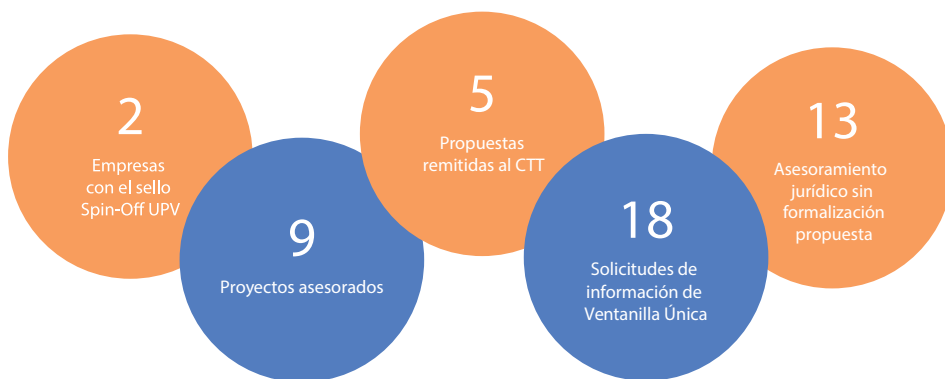 2
Empresas
con el sello
Spin-Off UPV
9
Proyectos asesorados
5
Propuestas
remitidas al CTT
18
Solicitudes de
información de
Ventanilla Única
13
Asesoramiento
jurídico sin
formalización
propuesta